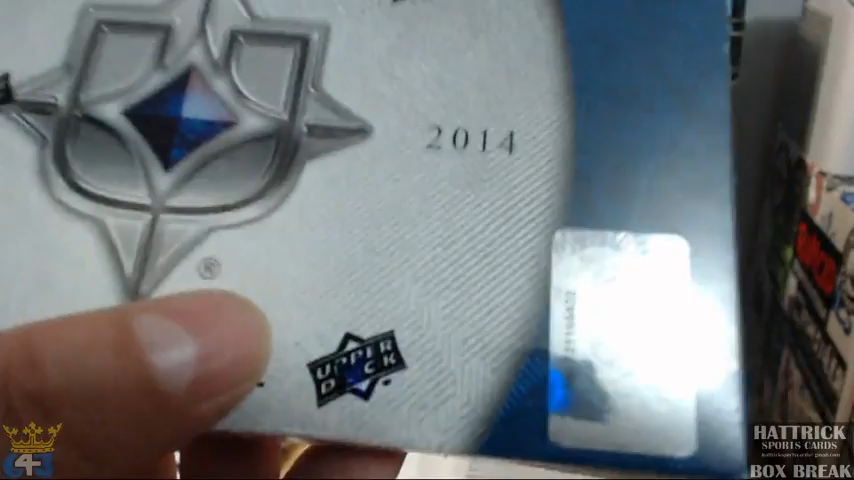 2014
®
UPPER
DECK
HATTRICK
SPORTS CARDS
BOX BREAK